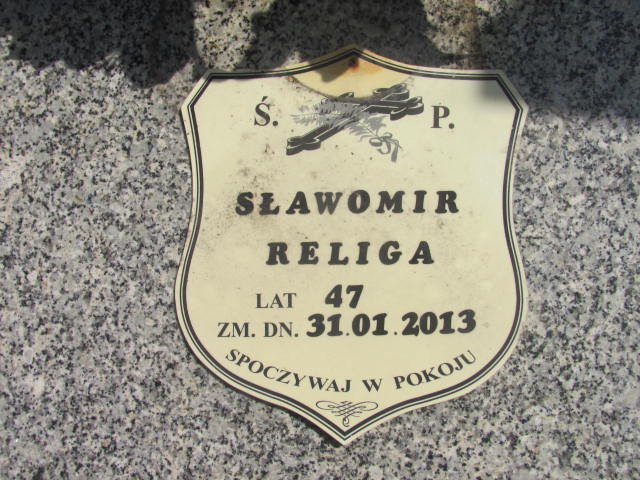 Ś. P.
SŁAWOMIR
RELIGA
LAT 47
ZM. DN. 31.01.2013
SPOCZYWAJ W POKOJU